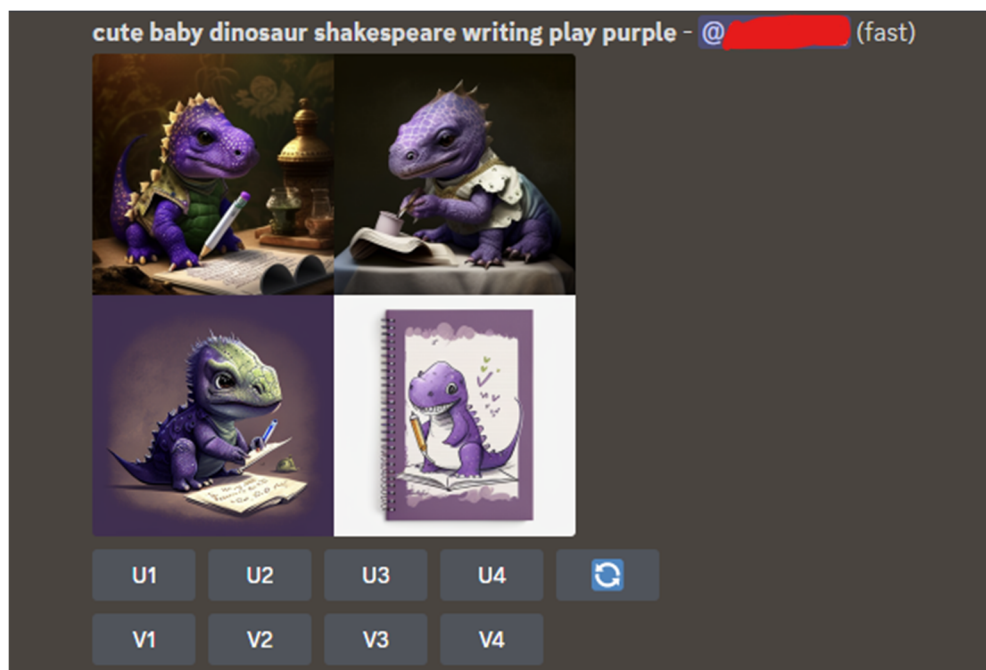 cute baby dinosaur shakespeare writing play purple - @ (fast)
U1 U2 U3 U4
V1 V2 V3 V4